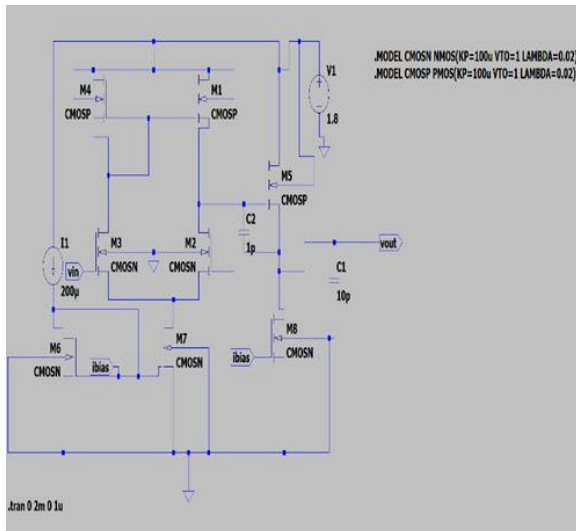 .MODEL CMOSN NMOS(KP=100u VTO=1 LAMBDA=0.02)
.MODEL CMOSP PMOS(KP=100u VTO=1 LAMBDA=0.02)
V1
1.8
M4
CMOSP
M1
CMOSP
M5
CMOSP
C2
1p
I1
200µ
vin
M3
CMOSN
M2
CMOSN
vout
C1
10p
M6
CMOSN
ibias
M7
CMOSN
ibias
M8
CMOSN
.tran 0 2m 0 1u